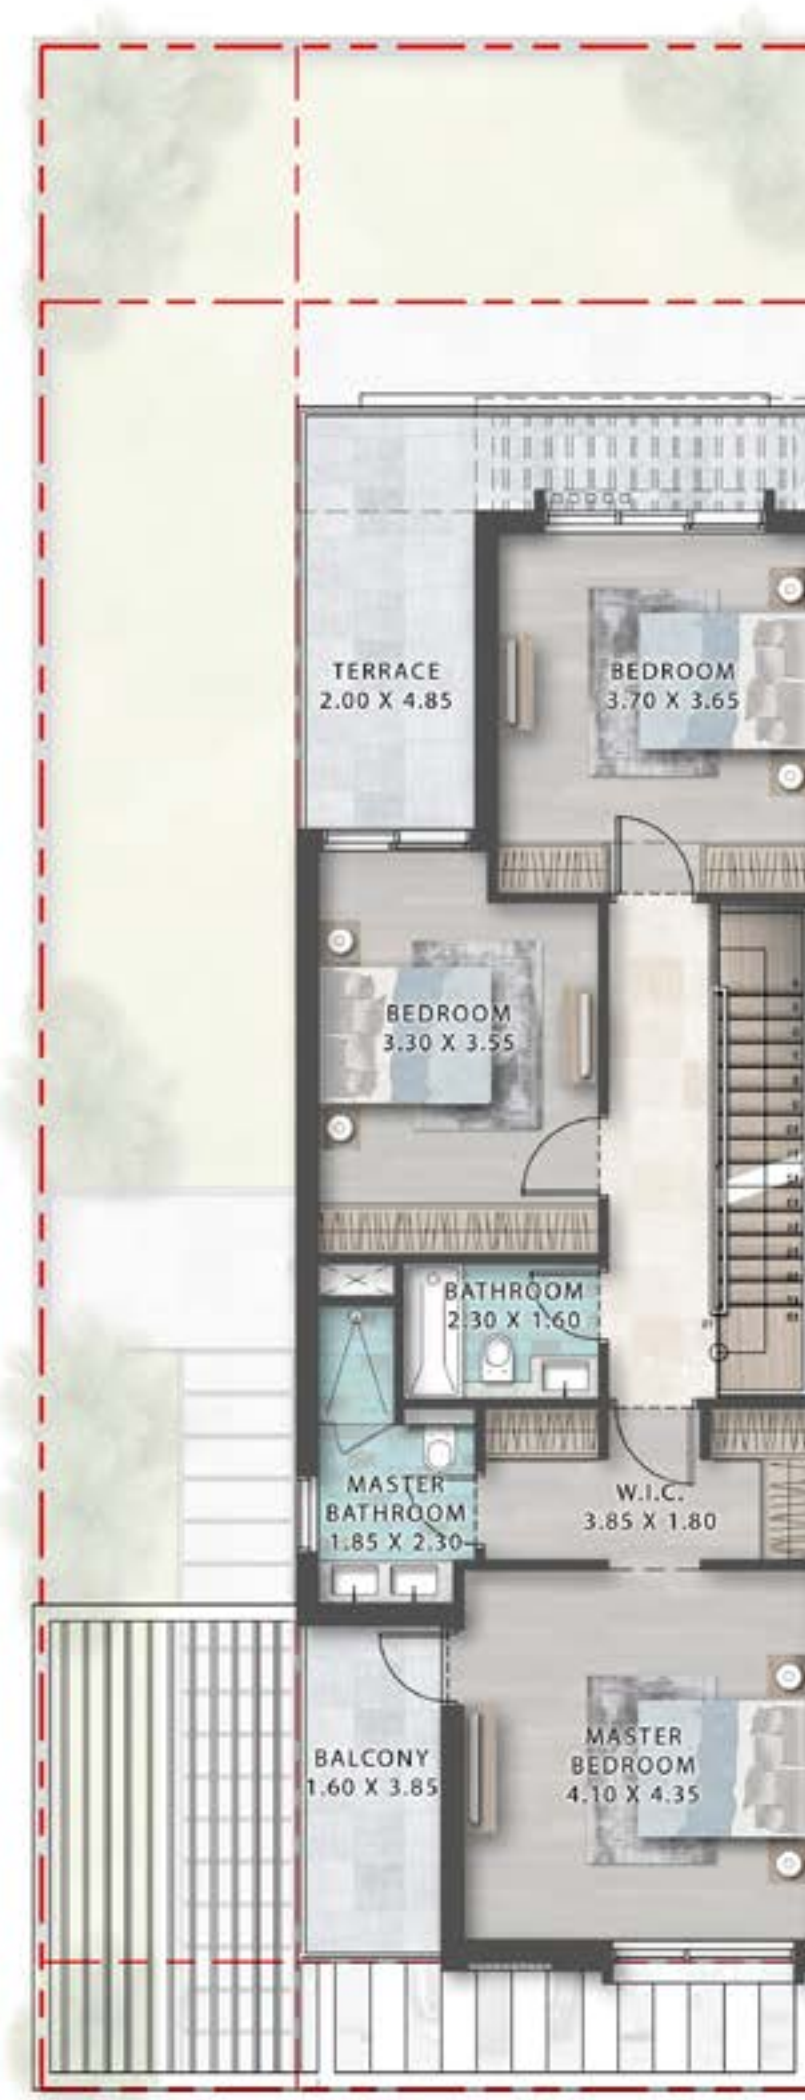 TERRACE
2.00 X 4.85
BEDROOM
3.70 X 3.65
BEDROOM
3.30 X 3.55
BATHROOM
2.30 X 1.60
MASTER
BATHROOM
1.85 X 2.30
W.I.C.
3.85 X 1.80
BALCONY
1.60 X 3.85
MASTER
BEDROOM
4.10 X 4.35